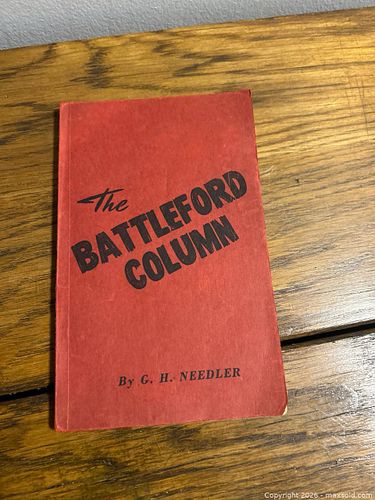 The
BATTLEFORD
COLUMN
By G. H. NEEDLER
Copyright 2026 - maxsold.com